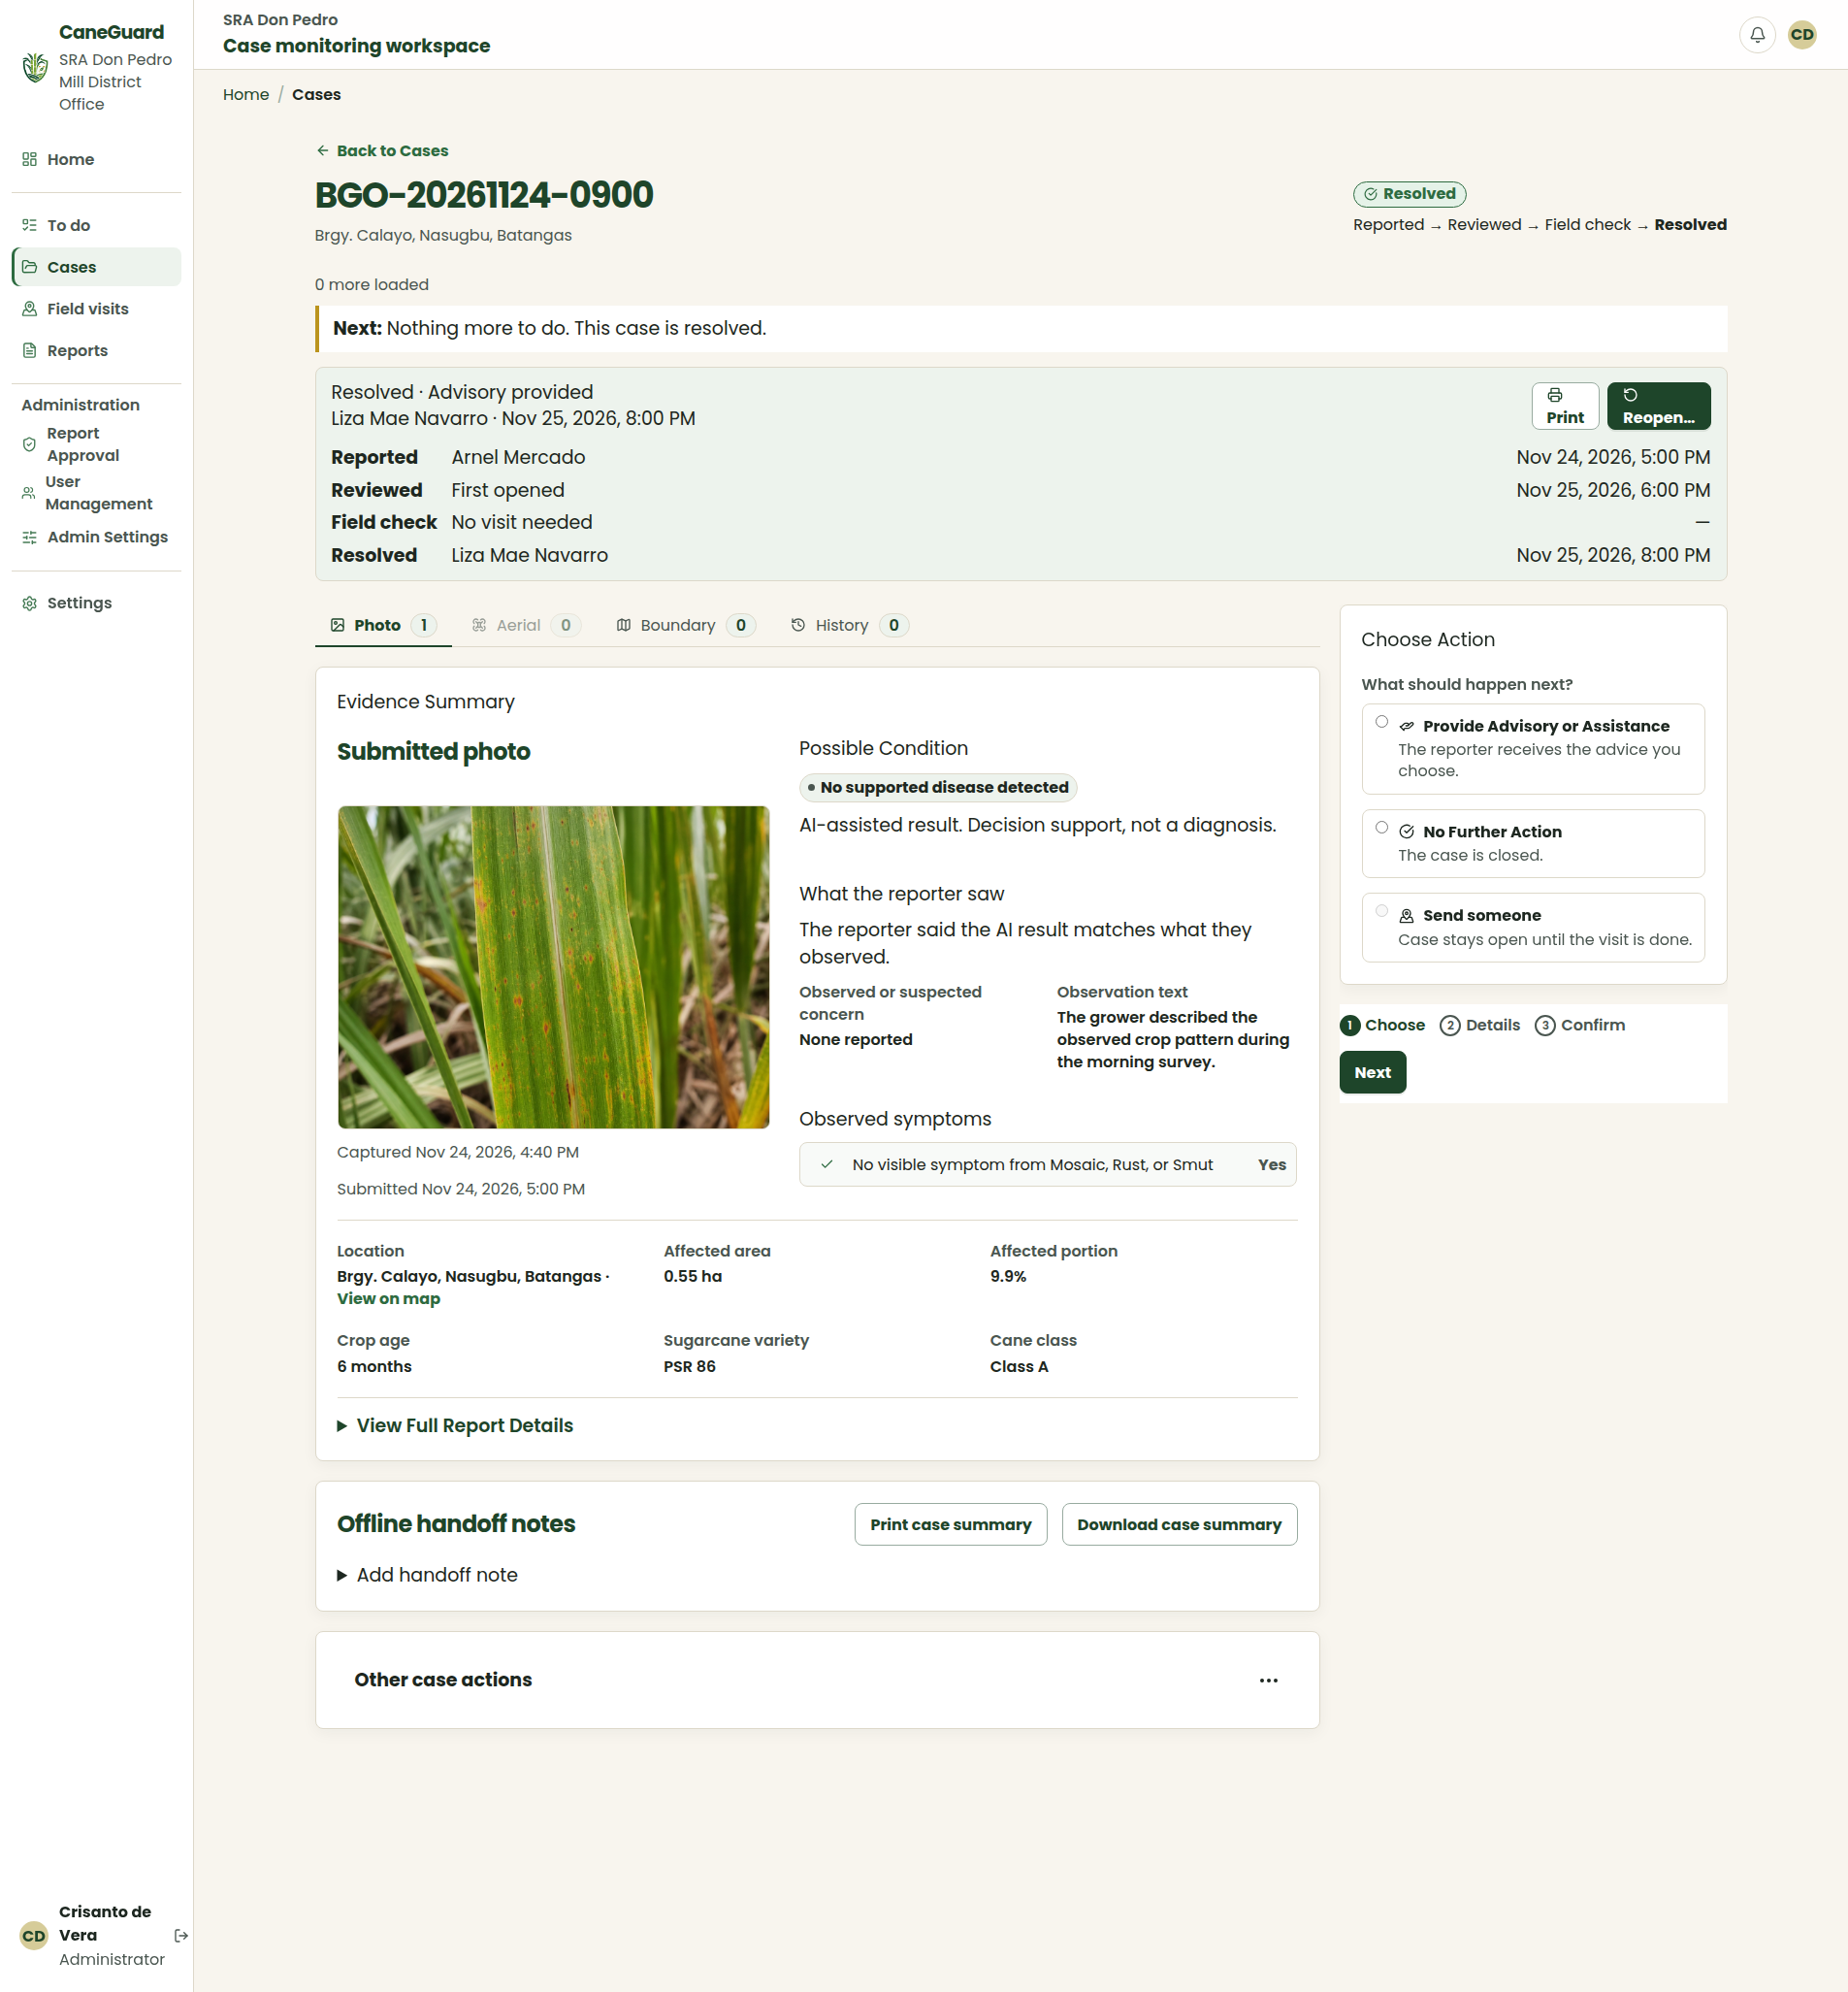 CaneGuard
SRA Don Pedro
Mill District
Office
Home
To do
Cases
Field visits
Reports
Administration
Report
Approval
User
Management
Admin Settings
Settings
Crisanto de
Vera
Administrator
CD
SRA Don Pedro
Case monitoring workspace
CD
Home / Cases
← Back to Cases
BGO-20261124-0900
Brgy. Calayo, Nasugbu, Batangas
Resolved
Reported → Reviewed → Field check → Resolved
0 more loaded
Next: Nothing more to do. This case is resolved.
Resolved · Advisory provided
Liza Mae Navarro · Nov 25, 2026, 8:00 PM
Print
Reopen...
Reported Arnel Mercado Nov 24, 2026, 5:00 PM
Reviewed First opened Nov 25, 2026, 6:00 PM
Field check No visit needed —
Resolved Liza Mae Navarro Nov 25, 2026, 8:00 PM
Photo 1 Aerial 0 Boundary 0 History 0
Evidence Summary
Submitted photo
Captured Nov 24, 2026, 4:40 PM
Submitted Nov 24, 2026, 5:00 PM
Possible Condition
No supported disease detected
AI-assisted result. Decision support, not a diagnosis.
What the reporter saw
The reporter said the AI result matches what they
observed.
Observed or suspected
concern
None reported
Observation text
The grower described the
observed crop pattern during
the morning survey.
Observed symptoms
No visible symptom from Mosaic, Rust, or Smut Yes
Location
Brgy. Calayo, Nasugbu, Batangas ·
View on map
Affected area
0.55 ha
Affected portion
9.9%
Crop age
6 months
Sugarcane variety
PSR 86
Cane class
Class A
View Full Report Details
Offline handoff notes
Print case summary
Download case summary
Add handoff note
Other case actions
Choose Action
What should happen next?
Provide Advisory or Assistance
The reporter receives the advice you
choose.
No Further Action
The case is closed.
Send someone
Case stays open until the visit is done.
1 Choose 2 Details 3 Confirm
Next